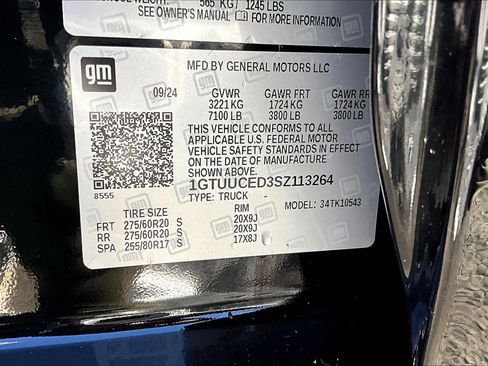 565 KG / 1245 LBS
SEE OWNER'S MANUAL FOR
gm
MFD BY GENERAL MOTORS LLC
09/24 GVWR GAWR FRT GAWR RR
3221 KG 1724 KG 1724 KG
7100 LB 3800 LB 3800 LB
THIS VEHICLE CONFORMS TO ALL
APPLICABLE U.S. FEDERAL MOTOR
VEHICLE SAFETY STANDARDS IN EFFECT
ON THE DATE OF MANUFACTURE SHOWN ABOVE.
8555
1GTUUCED3SZ113264
TYPE: TRUCK
MODEL: 34TK10543
TIRE SIZE RIM
FRT 275/60R20 S 20X9J
RR 275/60R20 S 20X9J
SPA 255/80R17 S 17X8J